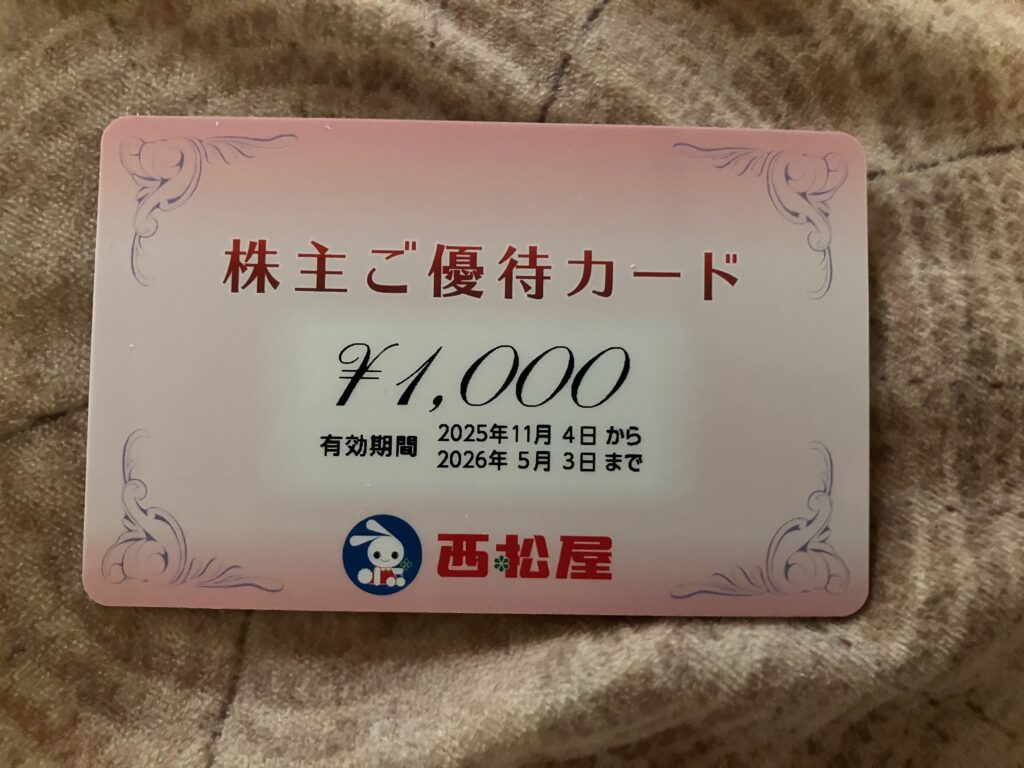 株主ご優待カード
¥1,000
有効期間 2025年11月 4日 から
2026年 5月 3日 まで
西松屋